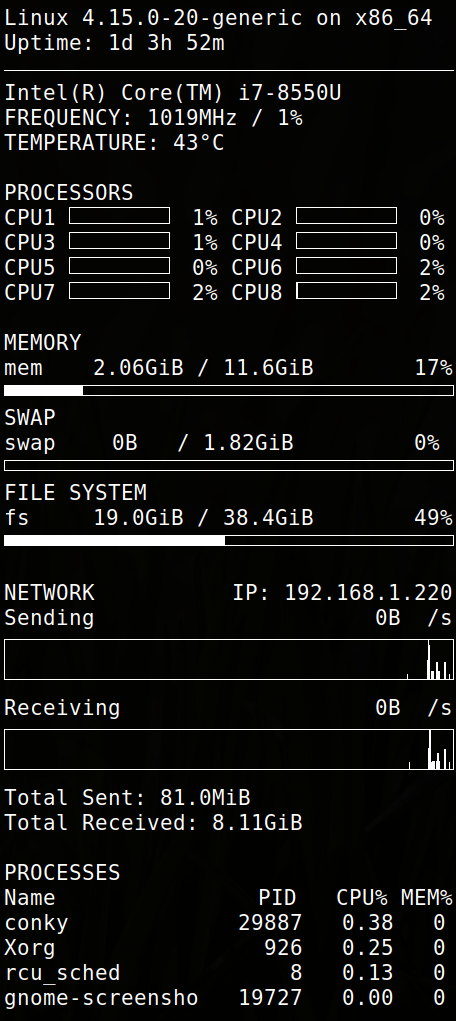 Linux 4.15.0-20-generic on x86_64
Uptime: 1d 3h 52m
Intel(R) Core(TM) i7-8550U
FREQUENCY: 1019MHz / 1%
TEMPERATURE: 43°C
PROCESSORS
CPU1 1% CPU2 0%
CPU3 1% CPU4 0%
CPU5 0% CPU6 2%
CPU7 2% CPU8 2%
MEMORY
mem 2.06GiB / 11.6GiB 17%
SWAP
swap 0B / 1.82GiB 0%
FILE SYSTEM
fs 19.0GiB / 38.4GiB 49%
NETWORK IP: 192.168.1.220
Sending 0B /s
Receiving 0B /s
Total Sent: 81.0MiB
Total Received: 8.11GiB
PROCESSES
Name PID CPU% MEM%
conky 29887 0.38 0
Xorg 926 0.25 0
rcu_sched 8 0.13 0
gnome-screensho 19727 0.00 0